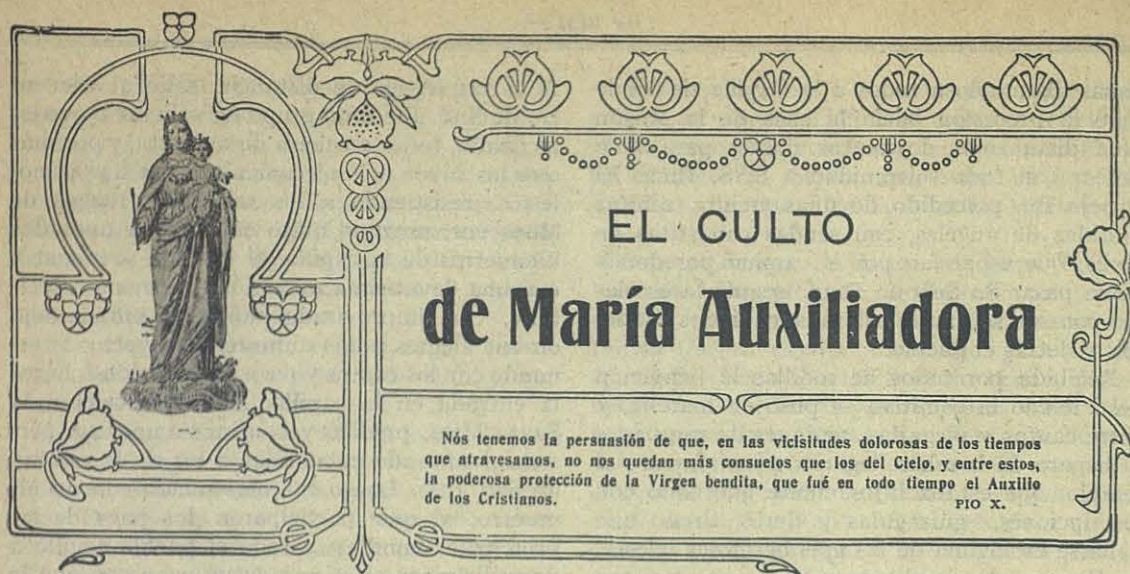 EL CULTO
de María Auxiliadora
Nós tenemos la persuasión de que, en las vicisitudes dolorosas de los tiempos
que atravesamos, no nos quedan más consuelos que los del Cielo, y entre estos,
la poderosa protección de la Virgen bendita, que fué en todo tiempo el Auxilio
de los Cristianos.
PIO X.